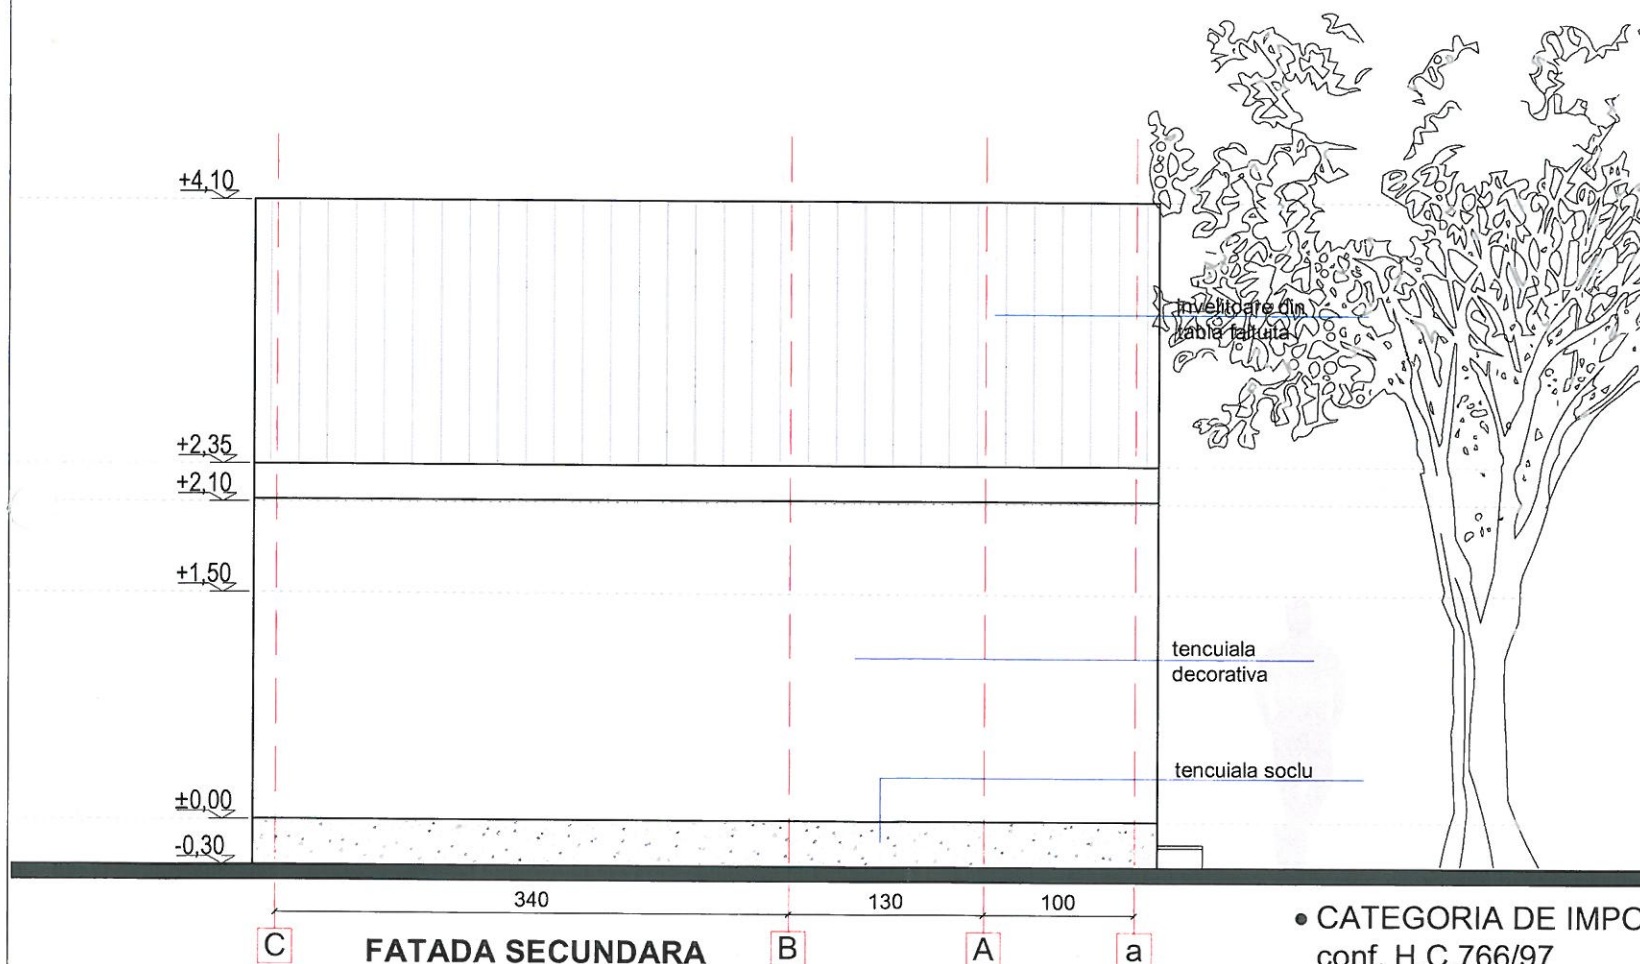 +4,10
învelitoare din
tabla faltuita
+2,35
+2,10
+1,50
tencuiala
decorativa
tencuiala soclu
±0,00
-0,30
340
130
100
C
FATADA SECUNDARA
B
A
a
• CATEGORIA DE IMPO
conf. H.C 766/97